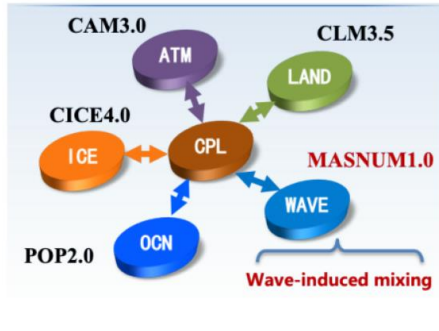 CAM3.0
CLM3.5
ATM
LAND
CICE4.0
ICE
CPL
MASNUM1.0
WAVE
OCN
POP2.0
Wave-induced mixing